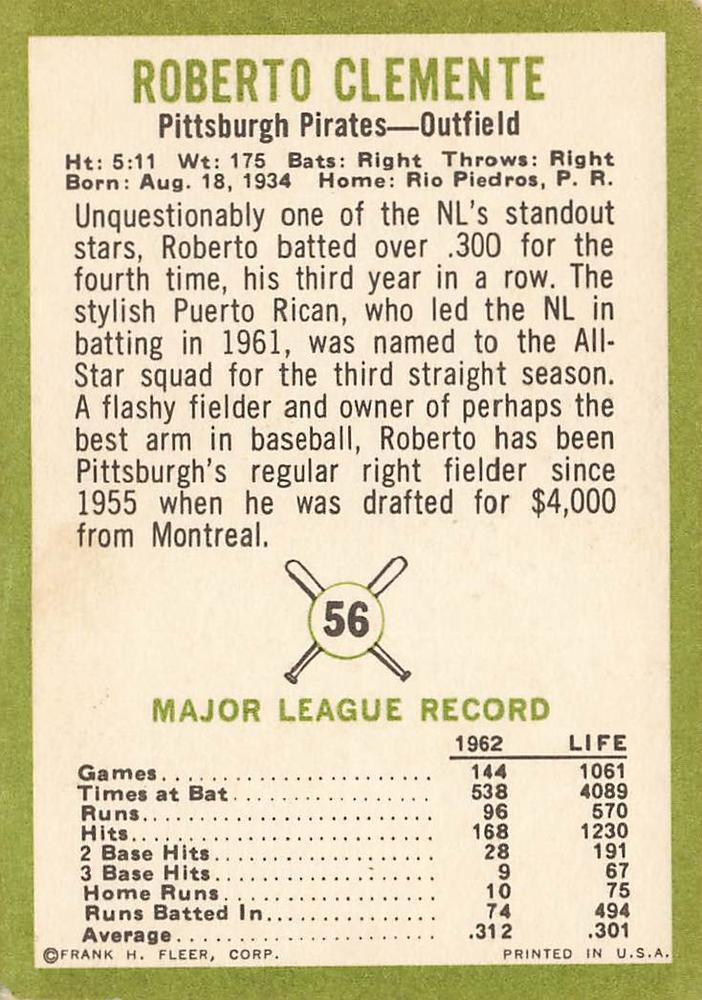 ROBERTO CLEMENTE
Pittsburgh Pirates—Outfield
Ht: 5:11 Wt: 175 Bats: Right Throws: Right
Born: Aug. 18, 1934 Home: Rio Piedros, P. R.
Unquestionably one of the NL's standout
stars, Roberto batted over .300 for the
fourth time, his third year in a row. The
stylish Puerto Rican, who led the NL in
batting in 1961, was named to the All-
Star squad for the third straight season.
A flashy fielder and owner of perhaps the
best arm in baseball, Roberto has been
Pittsburgh's regular right fielder since
1955 when he was drafted for $4,000
from Montreal.
56
MAJOR LEAGUE RECORD
1962 LIFE
Games 144 1061
Times at Bat 538 4089
Runs 96 570
Hits 168 1230
2 Base Hits 28 191
3 Base Hits 9 67
Home Runs 10 75
Runs Batted In 74 494
Average .312 .301
©FRANK H. FLEER, CORP. PRINTED IN U.S.A.